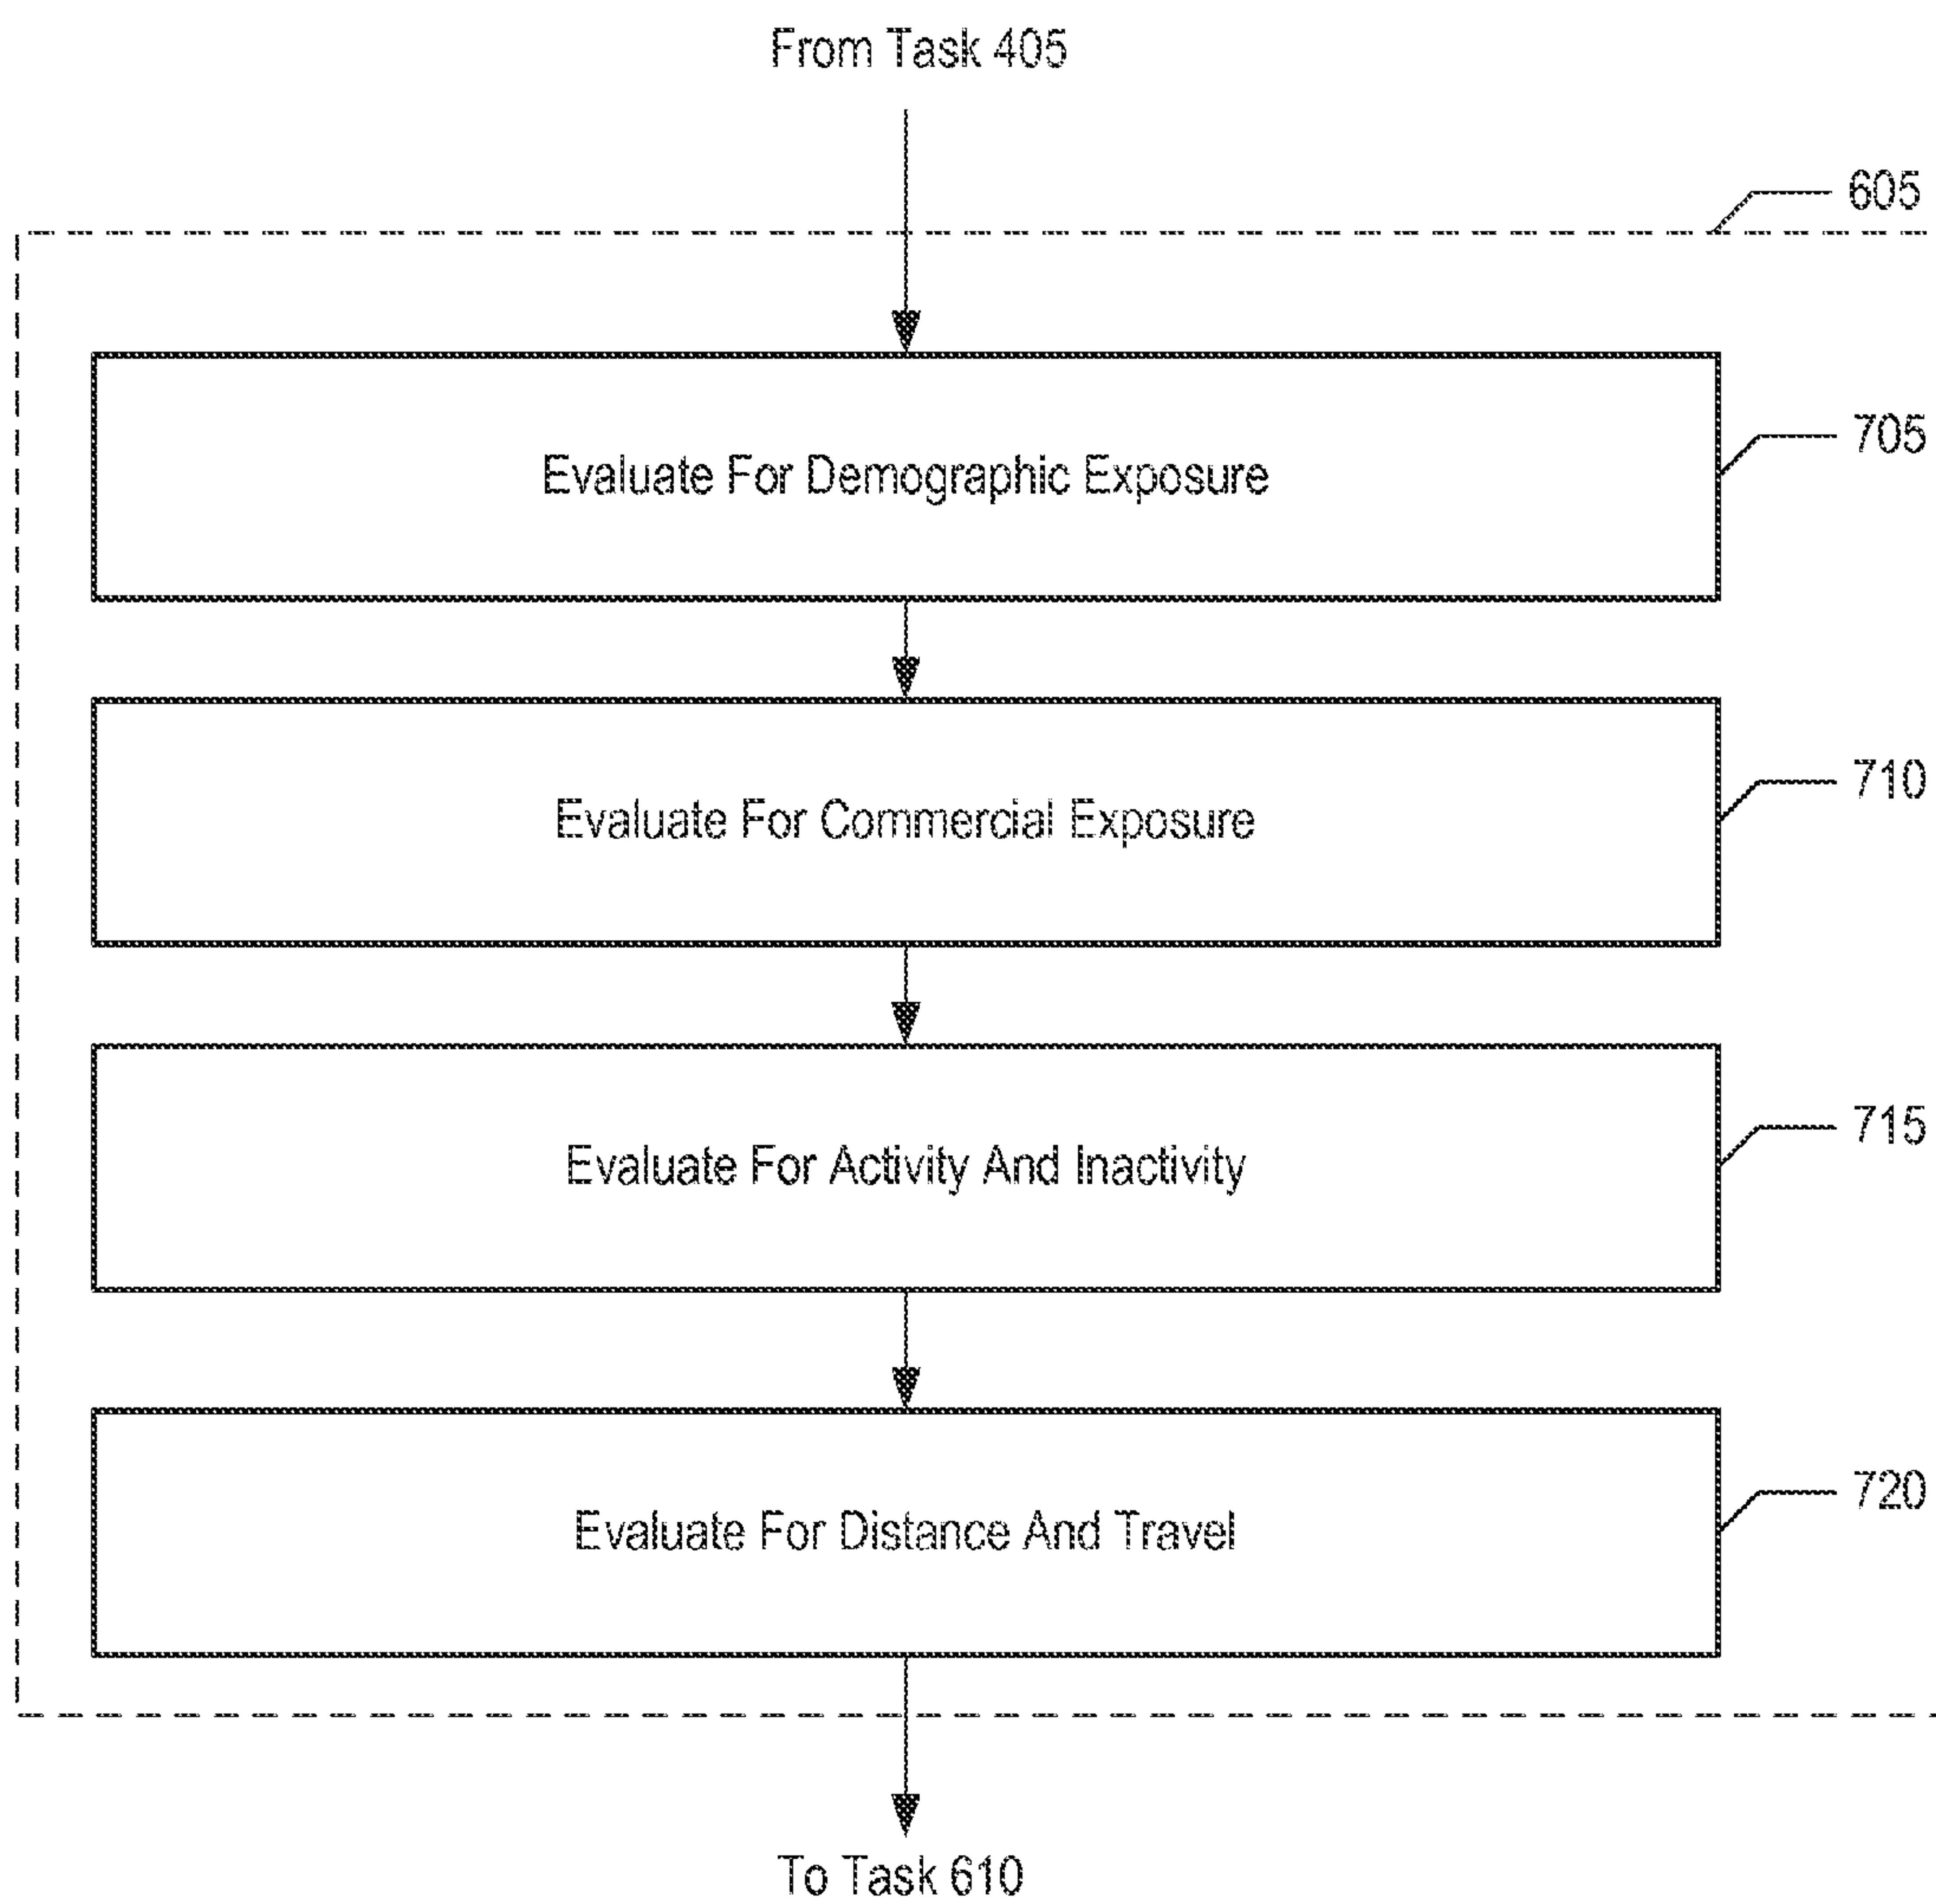 From Task 405
605
705
Evaluate For Demographic Exposure
710
Evaluate For Commercial Exposure
715
Evaluate For Activity And Inactivity
720
Evaluate For Distance And Travel
To Task 610